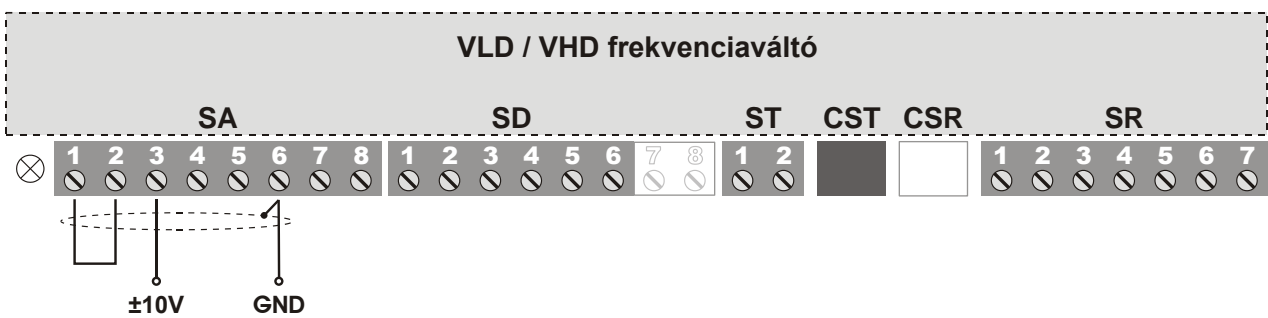 VLD / VHD frekvenciaváltó
SA SD ST CST CSR SR
1 2 3 4 5 6 7 8 1 2 3 4 5 6 7 8 1 2 1 2 3 4 5 6 7
±10V GND